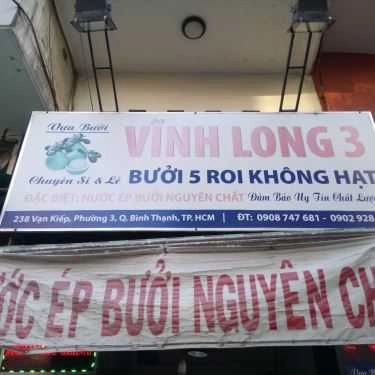 Vựa Bưởi
VĨNH LONG 3
Chuyên Sỉ & Lẻ
BƯỞI 5 ROI KHÔNG HẠT
ĐẶC BIỆT: NƯỚC ÉP BƯỞI NGUYÊN CHẤT Đảm Bảo Uy Tín Chất Lượ
238 Vạn Kiếp, Phường 3, Q. Bình Thạnh, TP. HCM | ĐT: 0908 747 681 - 0902 928
ỚC ÉP BƯỞI NGUYÊN CH